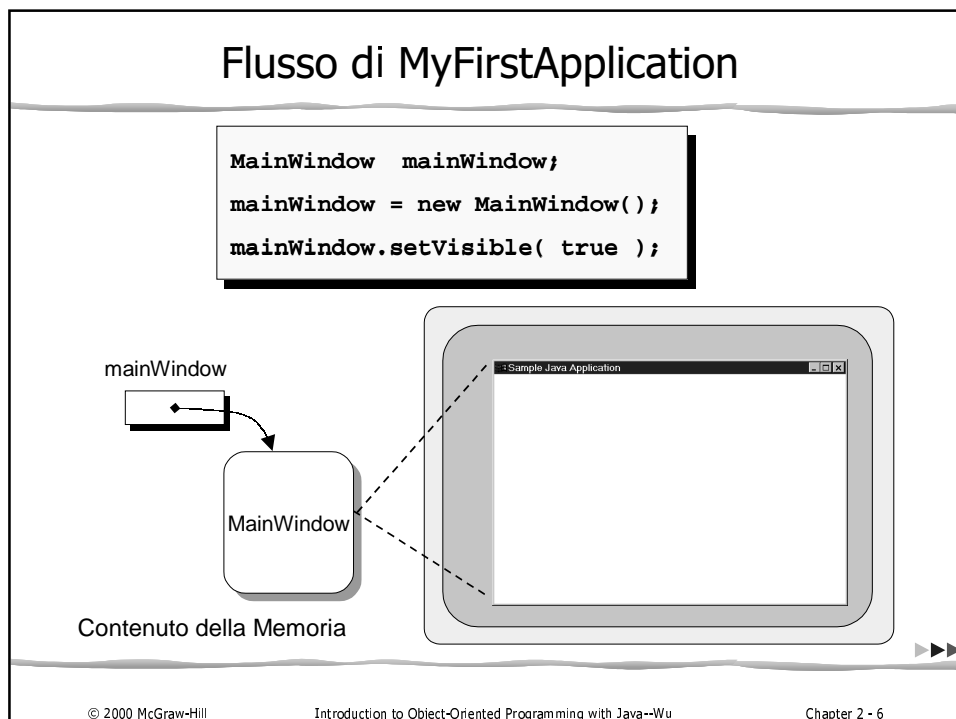 Flusso di MyFirstApplication
MainWindow  mainWindow;
mainWindow = new MainWindow();
mainWindow.setVisible( true );
mainWindow
Sample Java Application
MainWindow
Contenuto della Memoria
© 2000 McGraw-Hill
Introduction to Object-Oriented Programming with Java--Wu
Chapter 2 - 6